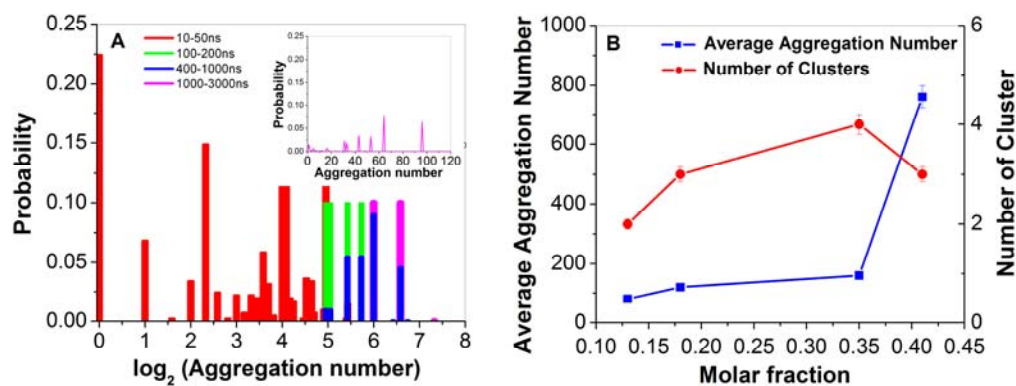 A
10-50ns
100-200ns
400-1000ns
1000-3000ns
Probability
0.25
0.20
0.15
0.10
0.05
0.00
0 1 2 3 4 5 6 7 8
log₂ (Aggregation number)
Probability
0.25
0.20
0.15
0.10
0.05
0.00
0 20 40 60 80 100 120
Aggregation number
B
Average Aggregation Number
Number of Clusters
Average Aggregation Number
1000
800
600
400
200
0
0.10 0.15 0.20 0.25 0.30 0.35 0.40 0.45
Molar fraction
6
4
2
0
Number of Cluster